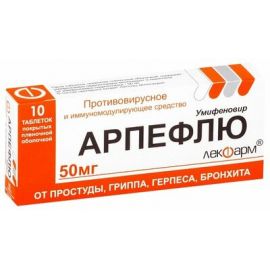 10
ТАБЛЕТОК
покрытых
пленочной
оболочкой
Противовирусное
и иммуномодулирующее средство
Умифеновир
АРПЕФЛЮ
50мг
лекфарм®
ОТ ПРОСТУДЫ, ГРИППА, ГЕРПЕСА, БРОНХИТА